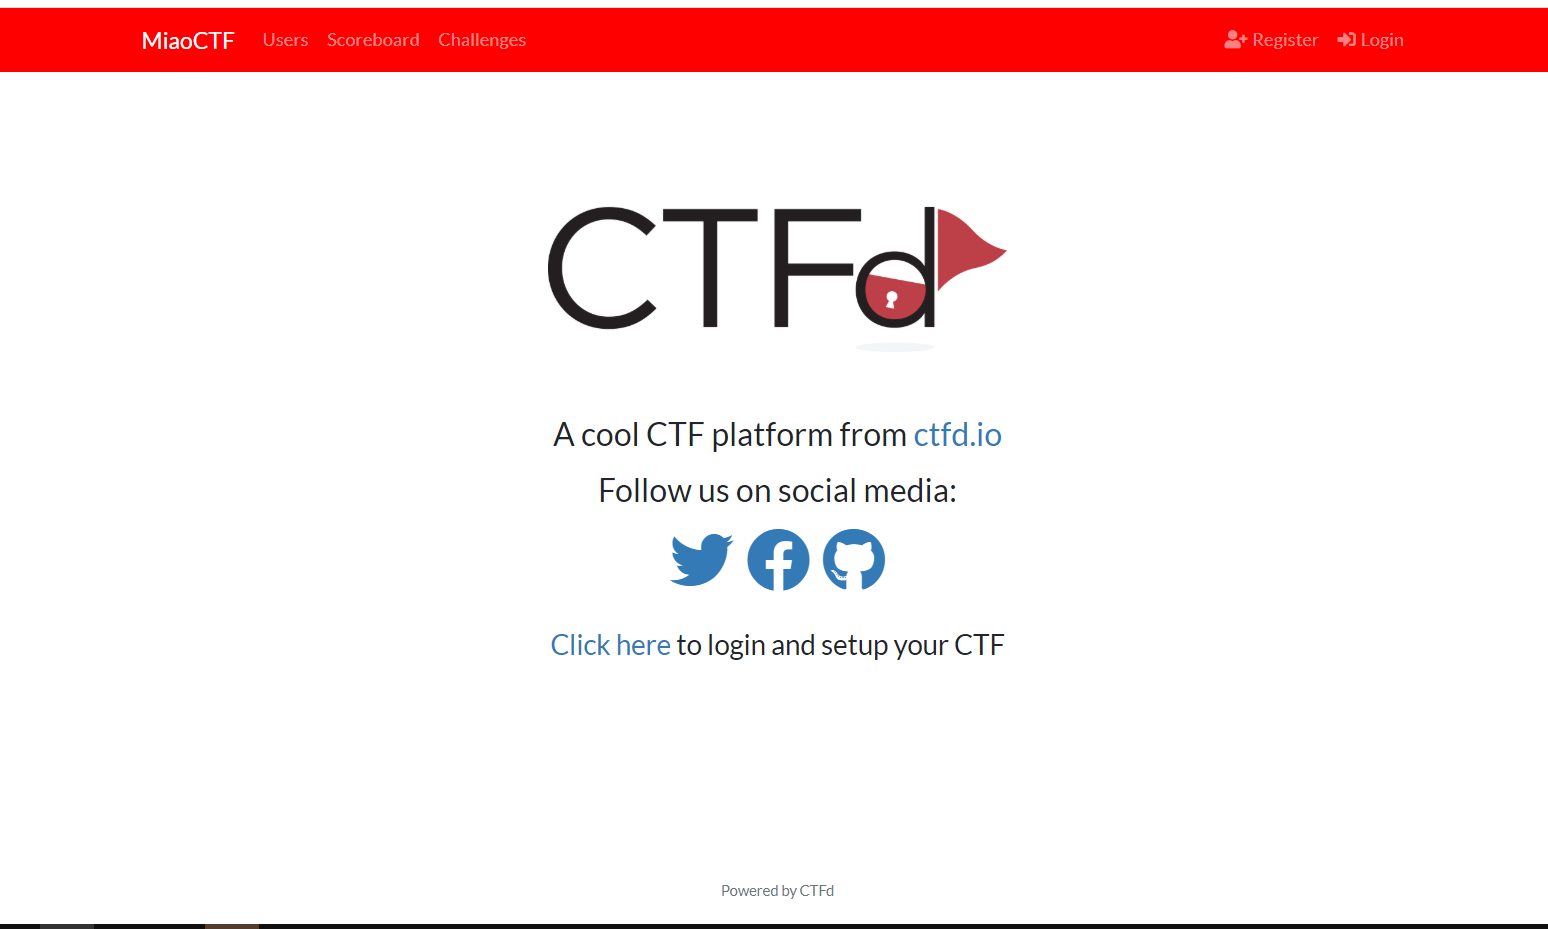 MiaoCTF Users Scoreboard Challenges Register Login
CTFd
A cool CTF platform from ctfd.io
Follow us on social media:
Click here to login and setup your CTF
Powered by CTFd